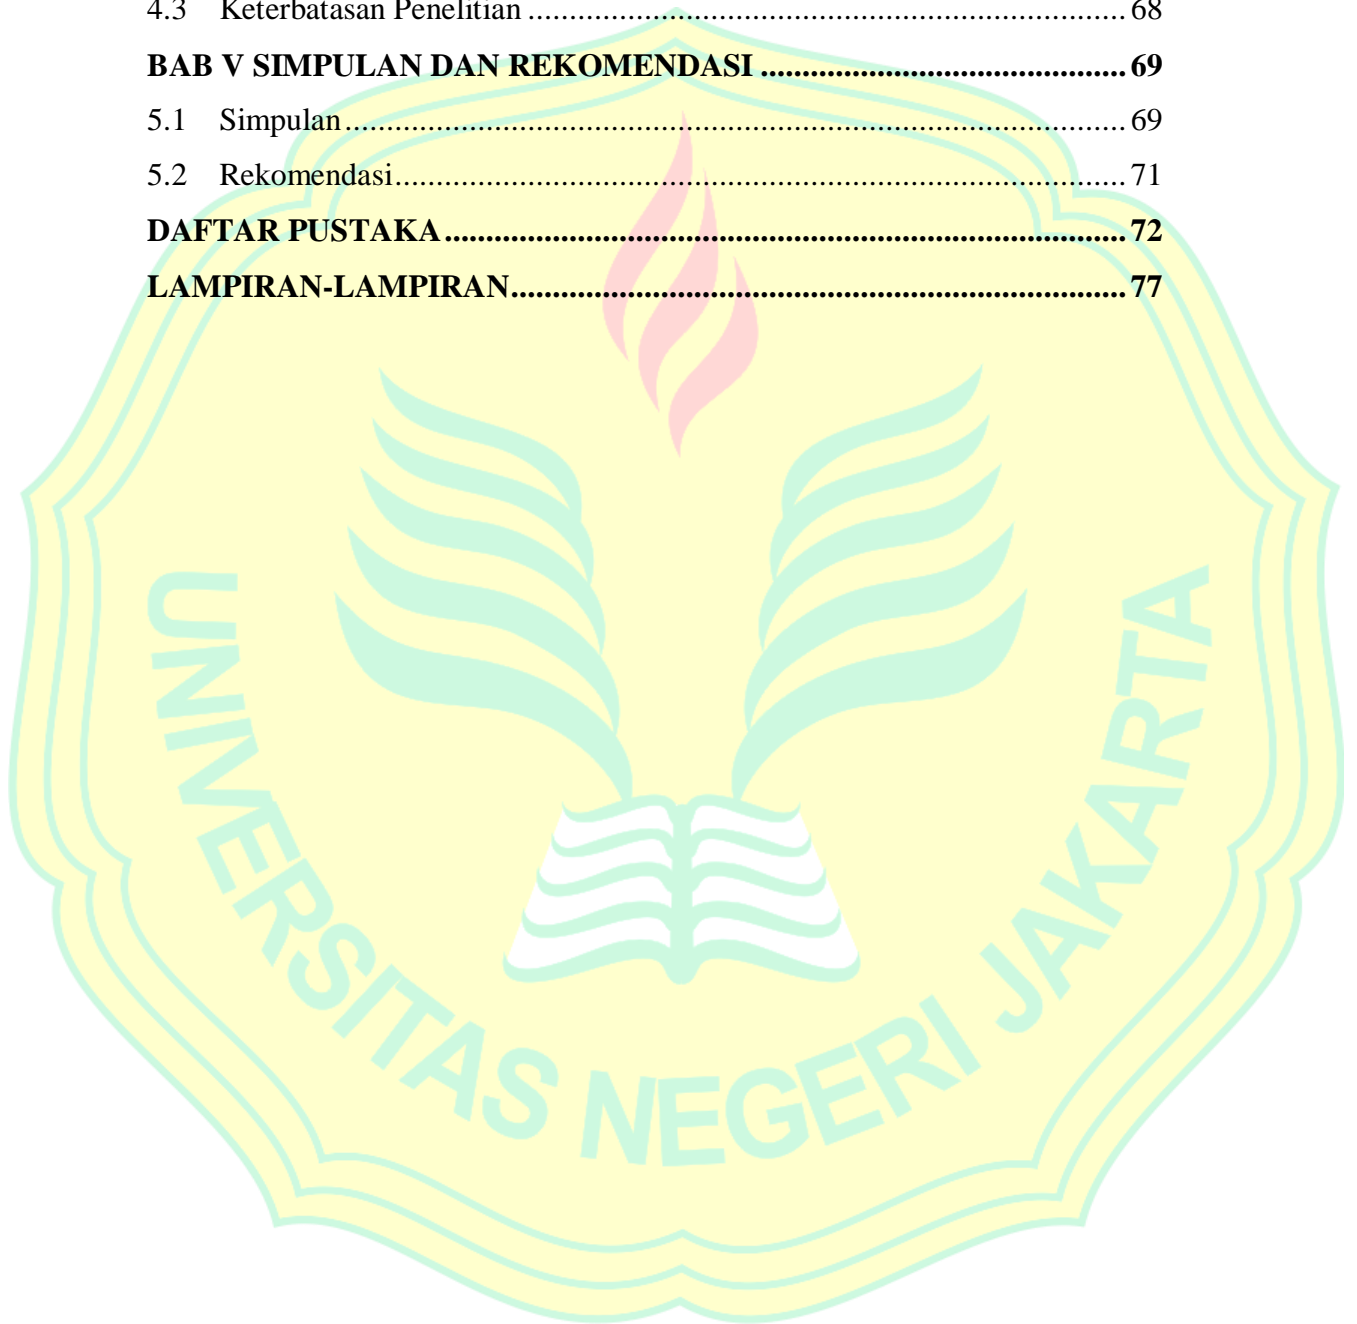 4.3 Keterbatasan Penelitian ........................................................................... 68
BAB V SIMPULAN DAN REKOMENDASI ............................................ 69
5.1 Simpulan .................................................................................................. 69
5.2 Rekomendasi ............................................................................................ 71
DAFTAR PUSTAKA .................................................................................. 72
LAMPIRAN-LAMPIRAN .......................................................................... 77
UNIVERSITAS NEGERI JAKARTA